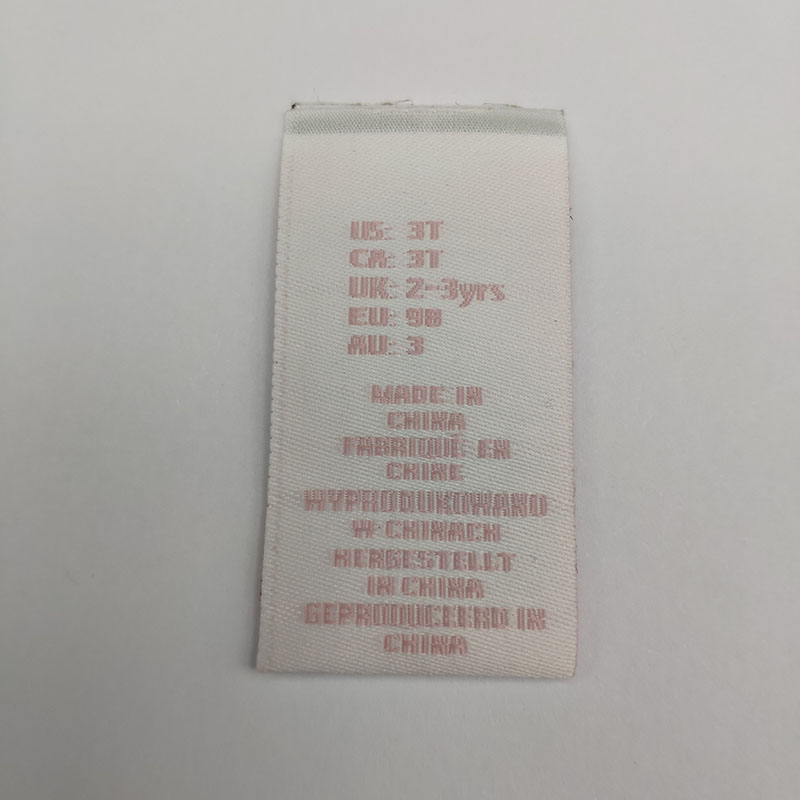 US: 3T
CA: 3T
UK: 2-3yrs
EU: 98
AU: 3
MADE IN
CHINA
FABRIQUÉ EN
CHINE
WYPRODUKOWANO
W CHINACH
HERGESTELLT
IN CHINA
GEPRODUCEERD IN
CHINA